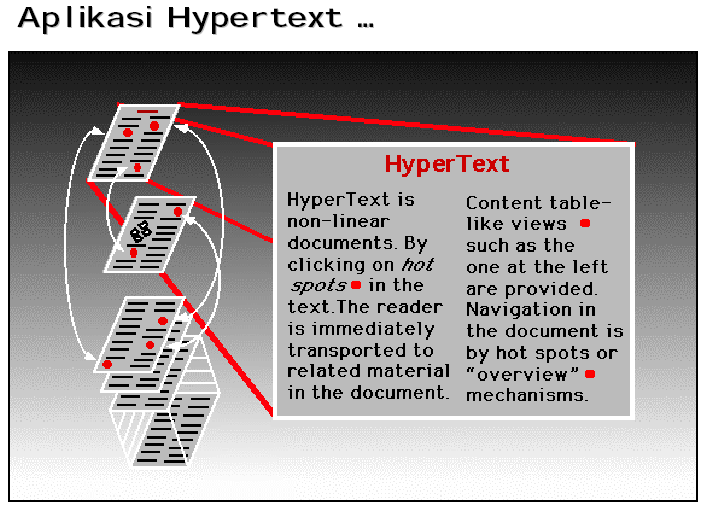 Aplikasi Hypertext ...
HyperText
HyperText is
non-linear
documents. By
clicking on hot
spots in the
text.The reader
is immediately
transported to
related material
in the document.
Content table-
like views
such as the
one at the left
are provided.
Navigation in
the document is
by hot spots or
“overview”
mechanisms.